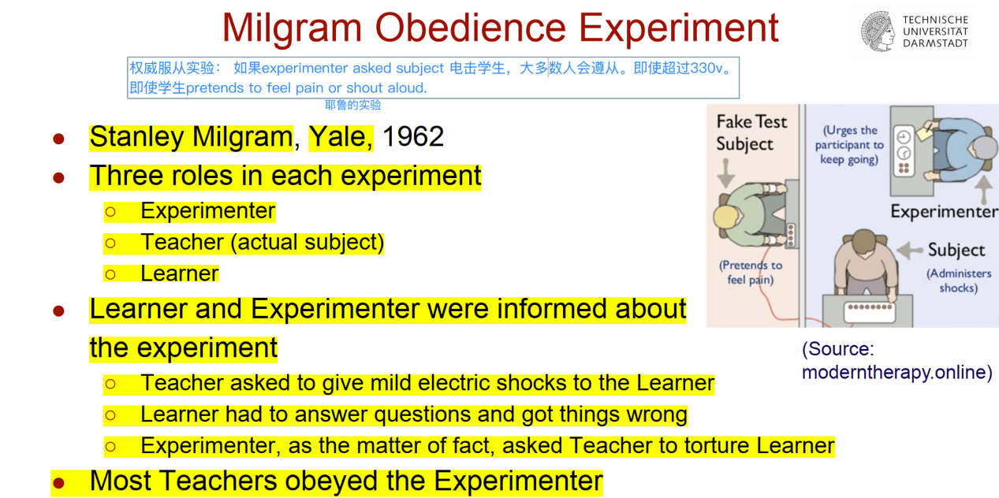 Milgram Obedience Experiment
TECHNISCHE
UNIVERSITÄT
DARMSTADT
权威服从实验： 如果experimenter asked subject 电击学生，大多数人会遵从。即使超过330v。
即使学生pretends to feel pain or shout aloud.
耶鲁的实验
● Stanley Milgram, Yale, 1962
● Three roles in each experiment
○ Experimenter
○ Teacher (actual subject)
○ Learner
● Learner and Experimenter were informed about
the experiment
○ Teacher asked to give mild electric shocks to the Learner
○ Learner had to answer questions and got things wrong
○ Experimenter, as the matter of fact, asked Teacher to torture Learner
● Most Teachers obeyed the Experimenter
Fake Test
Subject
(Urges the
participant to
keep going)
Experimenter
Subject
(Pretends to
feel pain)
(Administers
shocks)
(Source:
moderntherapy.online)